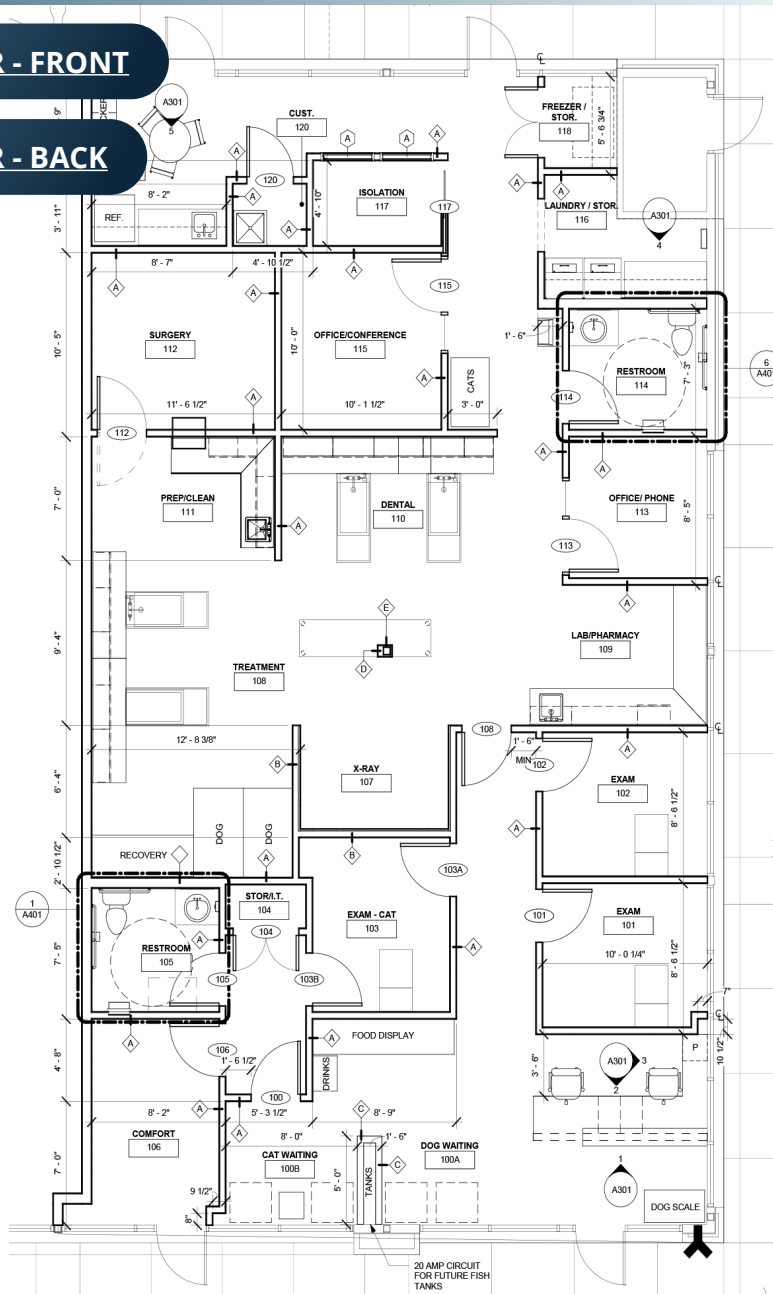 R - FRONT
R - BACK
A301
5
CKER
CUST.
120
FREEZER /
STOR.
118
5' - 6 3/4"
A
A
A
A
A
120
9"
8' - 2"
REF.
3' - 11"
A
4' - 10"
ISOLATION
117
117
A
A
LAUNDRY / STOR.
116
A301
4
A
8' - 7"
4' - 10 1/2"
A
A
A
115
10' - 5"
SURGERY
112
10' - 0"
OFFICE/CONFERENCE
115
1' - 6"
RESTROOM
114
7' - 3"
6
A401
A
CATS
114
11' - 6 1/2"
10' - 1 1/2"
3' - 0"
A
112
A
A
7' - 0"
PREP/CLEAN
111
DENTAL
110
OFFICE/ PHONE
113
8' - 5"
A
113
A
E
9' - 4"
LAB/PHARMACY
109
D
TREATMENT
108
12' - 8 3/8"
108
1' - 6"
MIN
102
A
B
X-RAY
107
EXAM
102
8' - 6 1/2"
6' - 4"
DOG
DOG
A
B
RECOVERY
A
103A
2' - 10 1/2"
1
A401
STOR/I.T.
104
EXAM - CAT
103
101
EXAM
101
A
104
A
7' - 5"
RESTROOM
105
105
103B
10' - 0 1/4"
8' - 6 1/2"
7"
A
A
FOOD DISPLAY
4' - 8"
106
1' - 6 1/2"
DRINKS
3' - 6"
A301
3
2
P
10 1/2"
100
8' - 2"
A
A
5' - 3 1/2"
C
8' - 9"
COMFORT
106
8' - 0"
1' - 6"
7' - 0"
CAT WAITING
100B
5' - 0"
TANKS
C
DOG WAITING
100A
1
A301
9 1/2"
8"
DOG SCALE
20 AMP CIRCUIT
FOR FUTURE FISH
TANKS